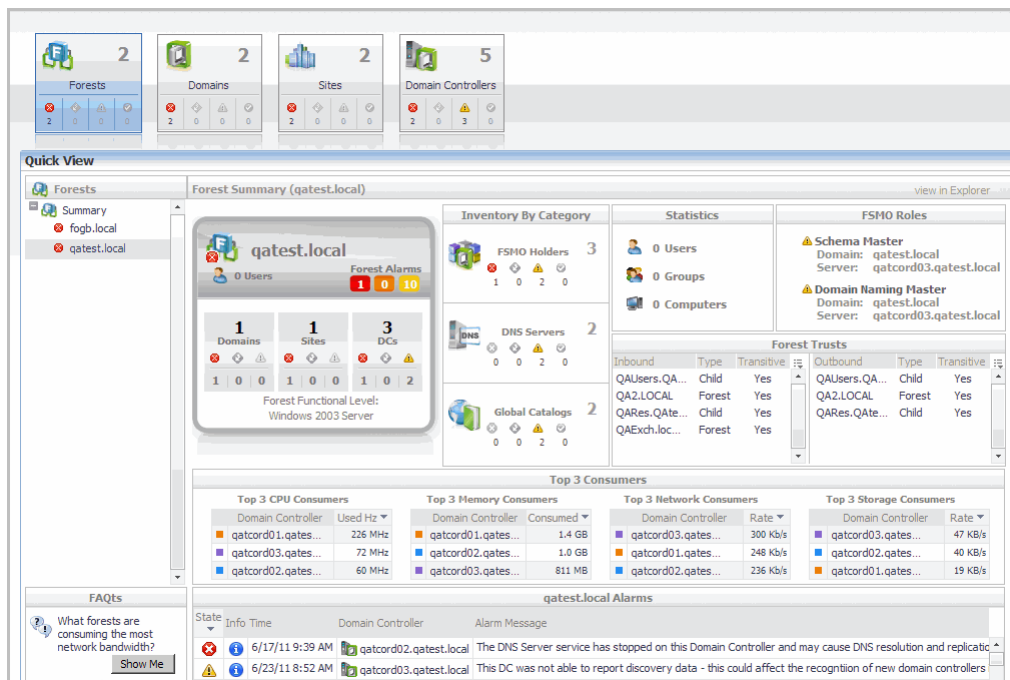 2 2 2 5
Forests Domains Sites Domain Controllers
2 0 0 0 2 0 0 0 2 0 0 0 2 0 3 0
Quick View
Forests
Summary
fogb.local
qatest.local
Forest Summary (qatest.local)
view in Explorer
qatest.local
0 Users
Forest Alarms
1 0 10
1 1 3
Domains Sites DCs
1 0 0 1 0 0 1 0 2
Forest Functional Level:
Windows 2003 Server
Inventory By Category
FSMO Holders 3
1 0 2 0
DNS
DNS Servers 2
0 0 2 0
Global Catalogs 2
0 0 2 0
Statistics
0 Users
0 Groups
0 Computers
FSMO Roles
Schema Master
Domain: qatest.local
Server: qatcord03.qatest.local
Domain Naming Master
Domain: qatest.local
Server: qatcord03.qatest.local
Forest Trusts
Inbound Type Transitive Outbound Type Transitive
QAUsers.QA... Child Yes QAUsers.QA... Child Yes
QA2.LOCAL Forest Yes QA2.LOCAL Forest Yes
QARes.QAte... Child Yes QARes.QAte... Child Yes
QAExch.loc... Forest Yes
Top 3 Consumers
Top 3 CPU Consumers
Domain Controller Used Hz
qatcord01.qates... 226 MHz
qatcord03.qates... 72 MHz
qatcord02.qates... 60 MHz
Top 3 Memory Consumers
Domain Controller Consumed
qatcord01.qates... 1.4 GB
qatcord02.qates... 1.0 GB
qatcord03.qates... 811 MB
Top 3 Network Consumers
Domain Controller Rate
qatcord03.qates... 300 Kb/s
qatcord01.qates... 248 Kb/s
qatcord02.qates... 236 Kb/s
Top 3 Storage Consumers
Domain Controller Rate
qatcord03.qates... 47 KB/s
qatcord02.qates... 40 KB/s
qatcord01.qates... 19 KB/s
FAQts
What forests are
consuming the most
network bandwidth?
Show Me
qatest.local Alarms
State Info Time Domain Controller Alarm Message
6/17/11 9:39 AM qatcord02.qatest.local The DNS Server service has stopped on this Domain Controller and may cause DNS resolution and replicatio
6/23/11 8:52 AM qatcord03.qatest.local This DC was not able to report discovery data - this could affect the recognitiion of new domain controllers